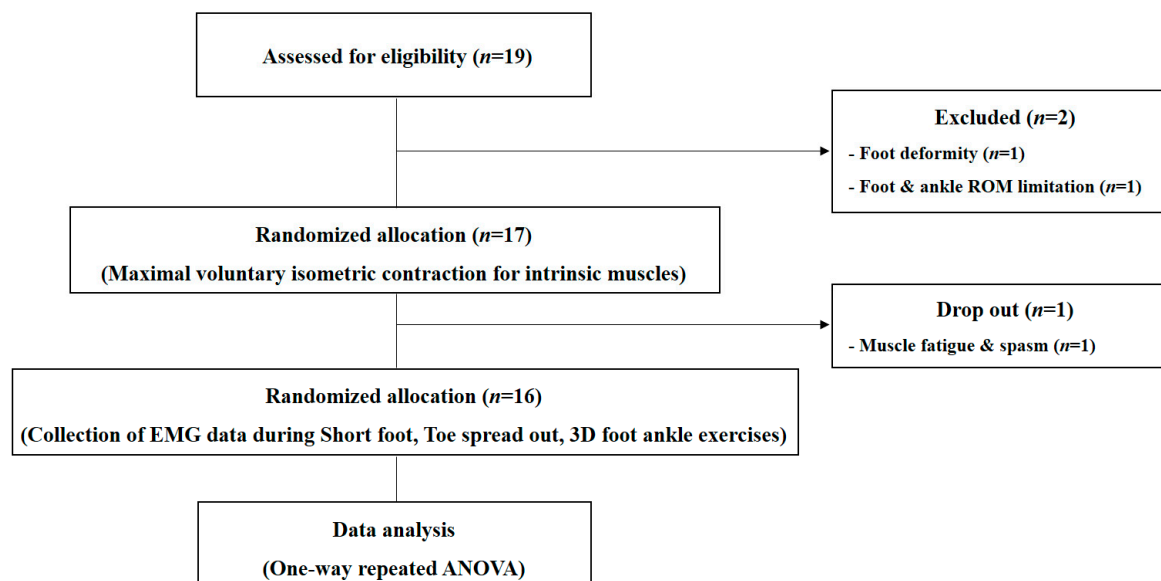 Assessed for eligibility (n=19)
Excluded (n=2)
- Foot deformity (n=1)
- Foot & ankle ROM limitation (n=1)
Randomized allocation (n=17)
(Maximal voluntary isometric contraction for intrinsic muscles)
Drop out (n=1)
- Muscle fatigue & spasm (n=1)
Randomized allocation (n=16)
(Collection of EMG data during Short foot, Toe spread out, 3D foot ankle exercises)
Data analysis
(One-way repeated ANOVA)